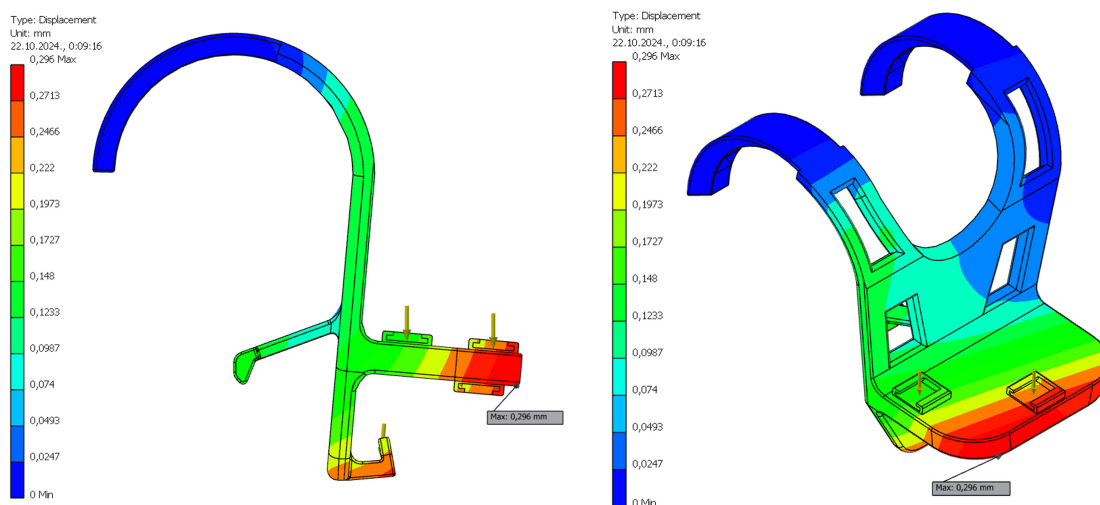 Type: Displacement
Unit: mm
22.10.2024., 0:09:16
0,296 Max
0,2713
0,2466
0,222
0,1973
0,1727
0,148
0,1233
0,0987
0,074
0,0493
0,0247
0 Min
Max: 0,296 mm
Type: Displacement
Unit: mm
22.10.2024., 0:09:16
0,296 Max
0,2713
0,2466
0,222
0,1973
0,1727
0,148
0,1233
0,0987
0,074
0,0493
0,0247
0 Min
Max: 0,296 mm